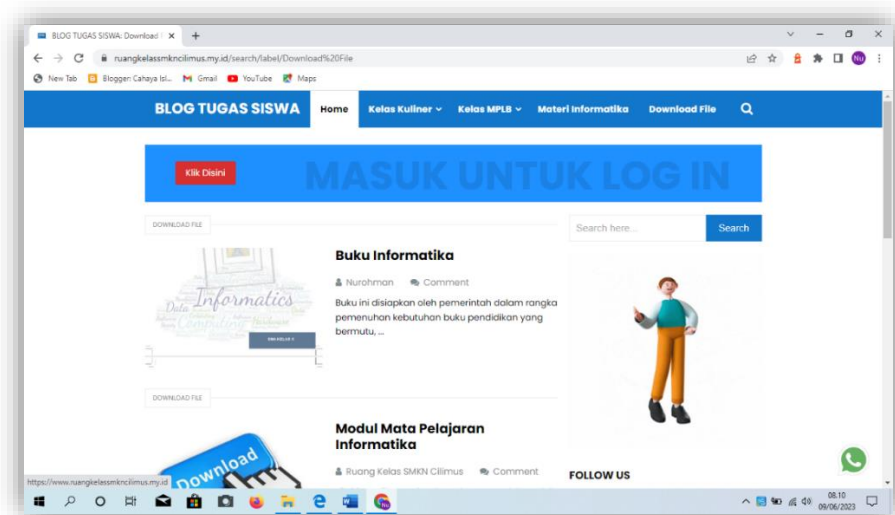 BLOG TUGAS SISWA: Download
ruangkelassmkncilimus.my.id/search/label/Download%20File
Nu
New Tab Blogger: Cahaya Isl... Gmail YouTube Maps
BLOG TUGAS SISWA Home Kelas Kuliner Kelas MPLB Materi Informatika Download File
Klik Disini MASUK UNTUK LOG IN
DOWNLOAD FILE
Search here... Search
Buku Informatika
Nurohman Comment
Buku ini disiapkan oleh pemerintah dalam rangka
pemenuhan kebutuhan buku pendidikan yang
bermutu, ...
Data Informatics
Computing
DOWNLOAD FILE
Modul Mata Pelajaran
Informatika
Ruang Kelas SMKN Cilimus Comment
Download
FOLLOW US
https://www.ruangkelassmkncilimus.my.id
08.10
09/06/2023